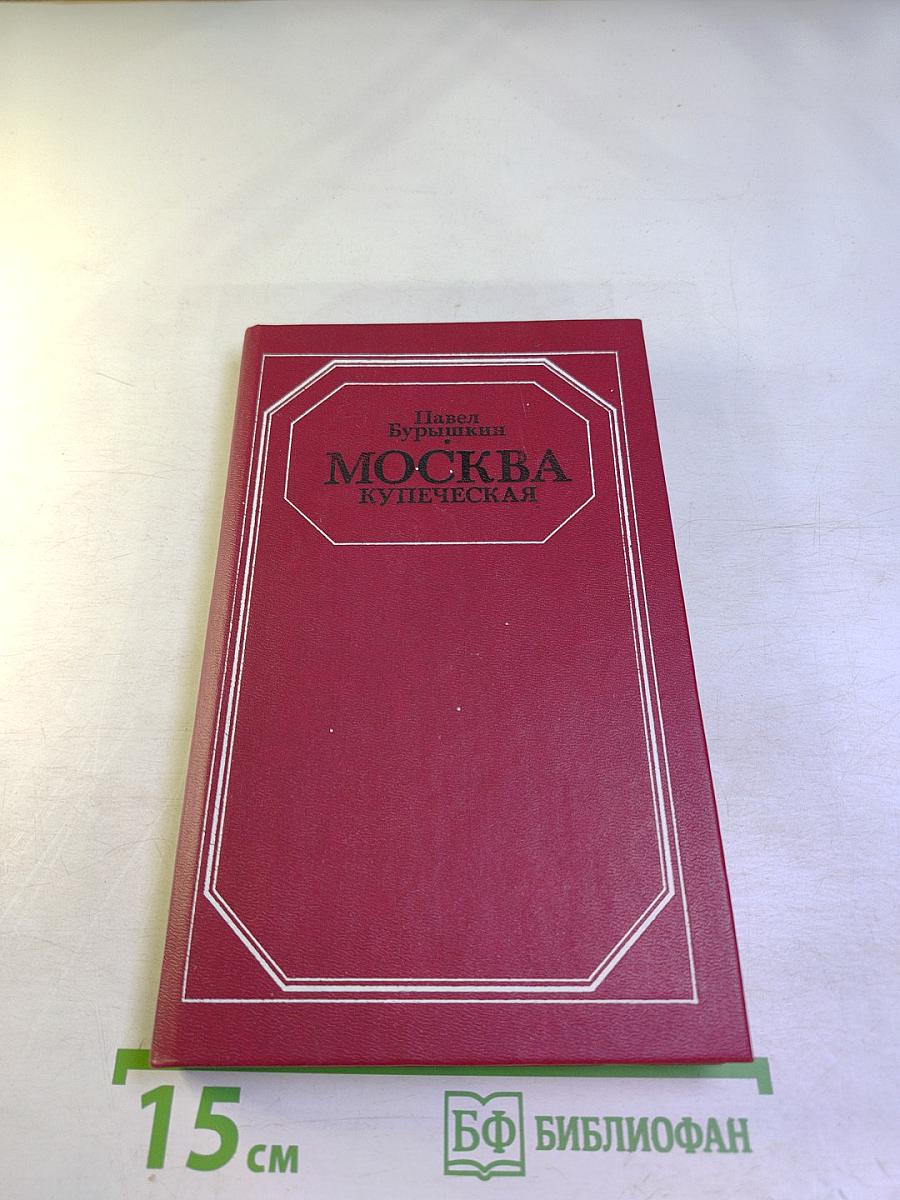 Павел
Бурышкин
МОСКВА
КУПЕЧЕСКАЯ
15 см
БФ БИБЛИОФАН